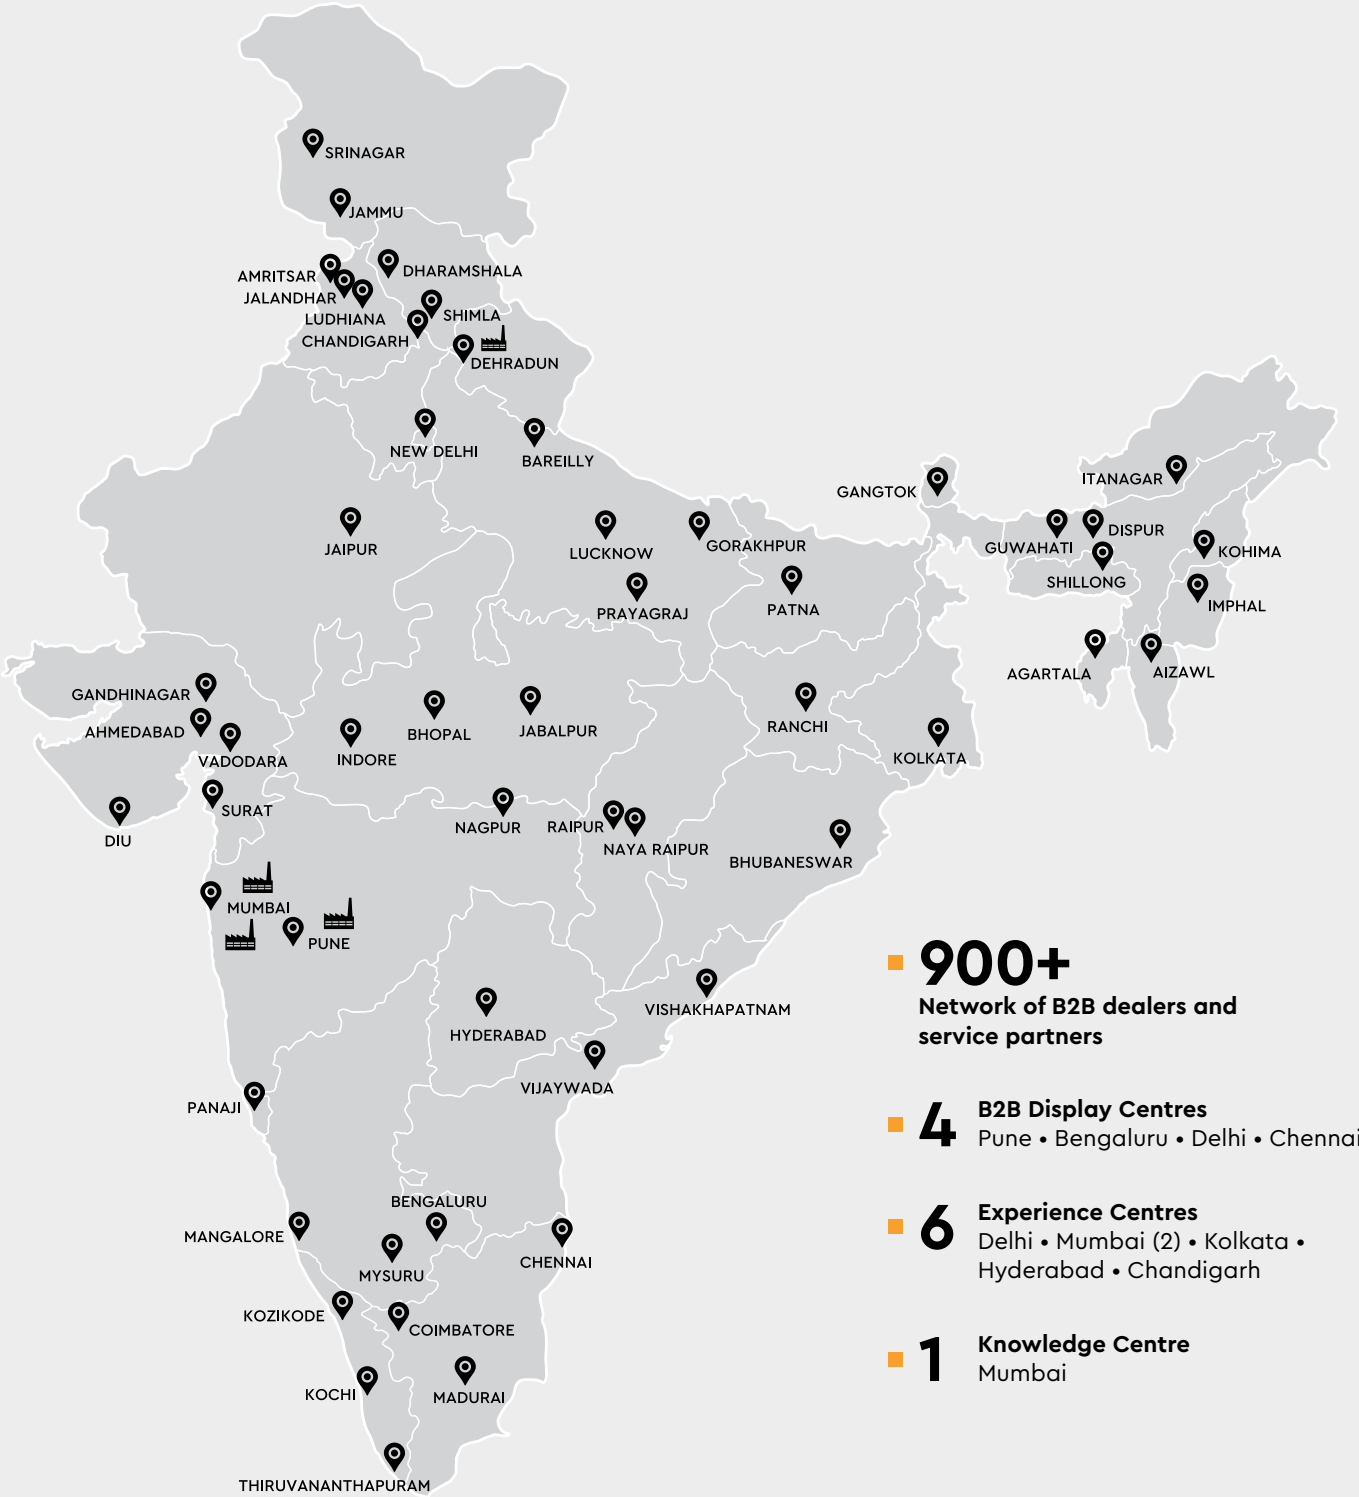 SRINAGAR
JAMMU
AMRITSAR
DHARAMSHALA
JALANDHAR
LUDHIANA
SHIMLA
CHANDIGARH
DEHRADUN
NEW DELHI
BAREILLY
GANGTOK
ITANAGAR
JAIPUR
LUCKNOW
GORAKHPUR
GUWAHATI
DISPUR
KOHIMA
SHILLONG
PRAYAGRAJ
PATNA
IMPHAL
AGARTALA
AIZAWL
GANDHINAGAR
AHMEDABAD
VADODARA
INDORE
BHOPAL
JABALPUR
RANCHI
KOLKATA
SURAT
DIU
NAGPUR
RAIPUR
NAYA RAIPUR
BHUBANESWAR
MUMBAI
PUNE
VISHAKHAPATNAM
HYDERABAD
VIJAYWADA
PANAJI
BENGALURU
MANGALORE
MYSURU
CHENNAI
KOZIKODE
COIMBATORE
KOCHI
MADURAI
THIRUVANANTHAPURAM
900+
Network of B2B dealers and
service partners
4
B2B Display Centres
Pune • Bengaluru • Delhi • Chennai
6
Experience Centres
Delhi • Mumbai (2) • Kolkata •
Hyderabad • Chandigarh
1
Knowledge Centre
Mumbai